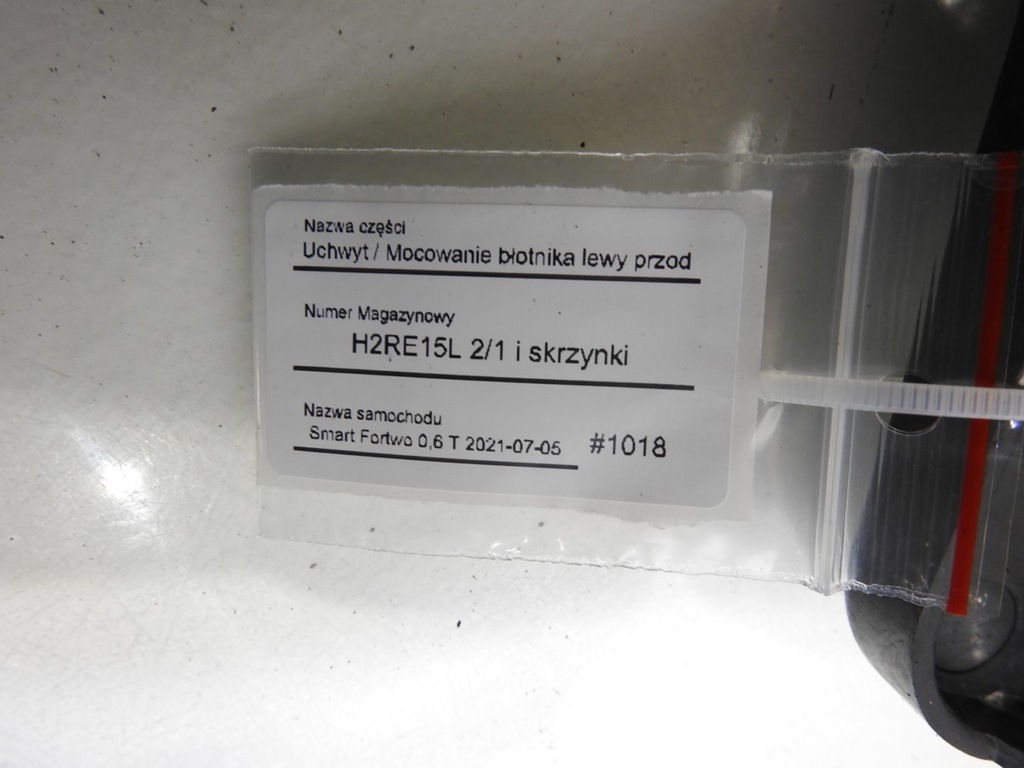 Nazwa części
Uchwyt / Mocowanie błotnika lewy przod
Numer Magazynowy
H2RE15L 2/1 i skrzynki
Nazwa samochodu
Smart Fortwo 0,6 T 2021-07-05 #1018